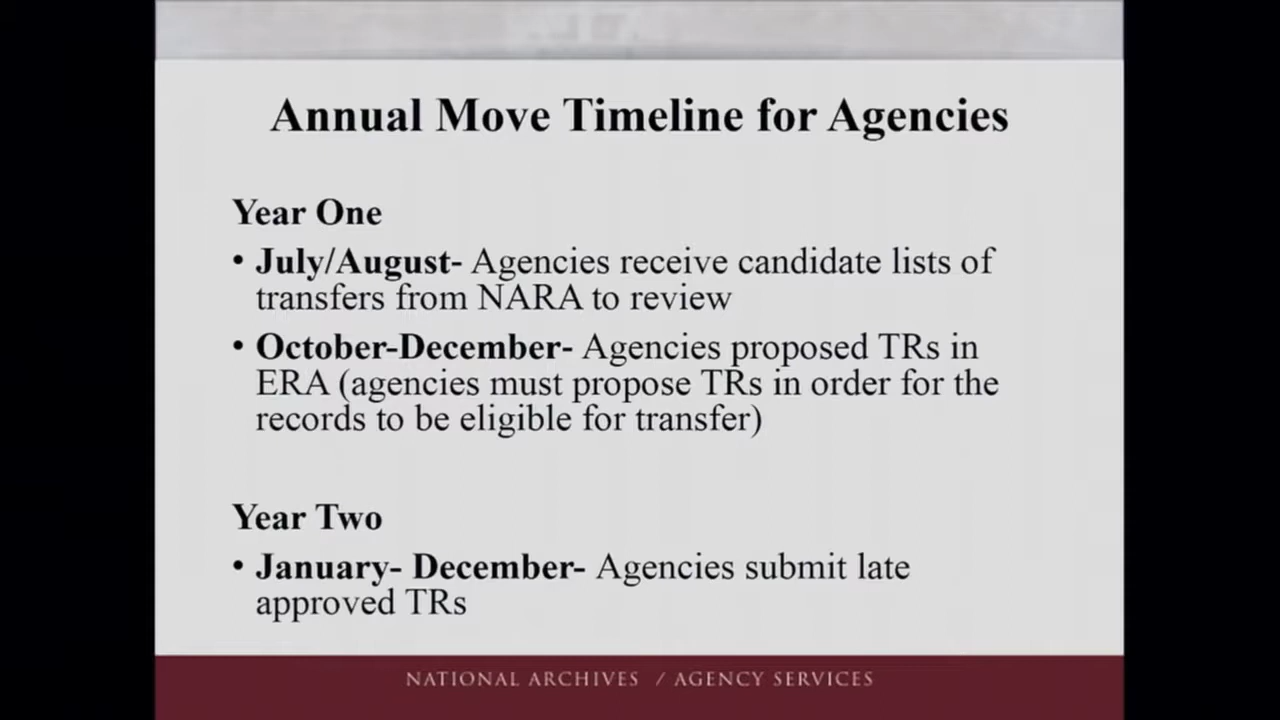 Annual Move Timeline for Agencies
Year One
• July/August- Agencies receive candidate lists of
transfers from NARA to review
• October-December- Agencies proposed TRs in
ERA (agencies must propose TRs in order for the
records to be eligible for transfer)
Year Two
• January- December- Agencies submit late
approved TRs
NATIONAL ARCHIVES / AGENCY SERVICES